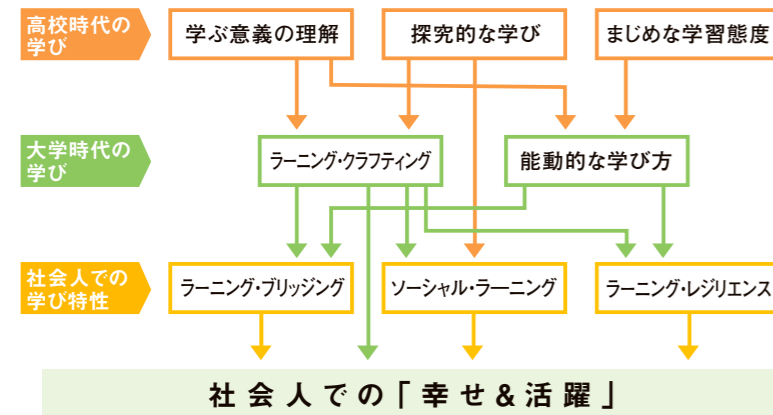 高校時代の
学び
学ぶ意義の理解
探究的な学び
まじめな学習態度
大学時代の
学び
ラーニング・クラフティング
能動的な学び方
社会人での
学び特性
ラーニング・ブリッジング
ソーシャル・ラーニング
ラーニング・レジリエンス
社会人での「幸せ&活躍」